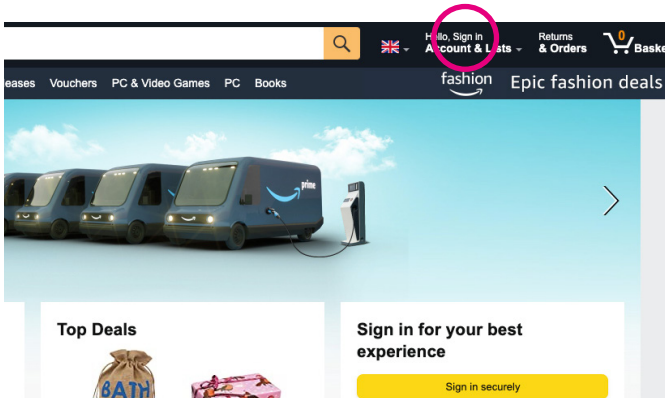 Hello, Sign in
Account & Lists
Returns
& Orders
0
Baske
eases Vouchers PC & Video Games PC Books
fashion Epic fashion deals
prime
Top Deals
BATH
Sign in for your best
experience
Sign in securely